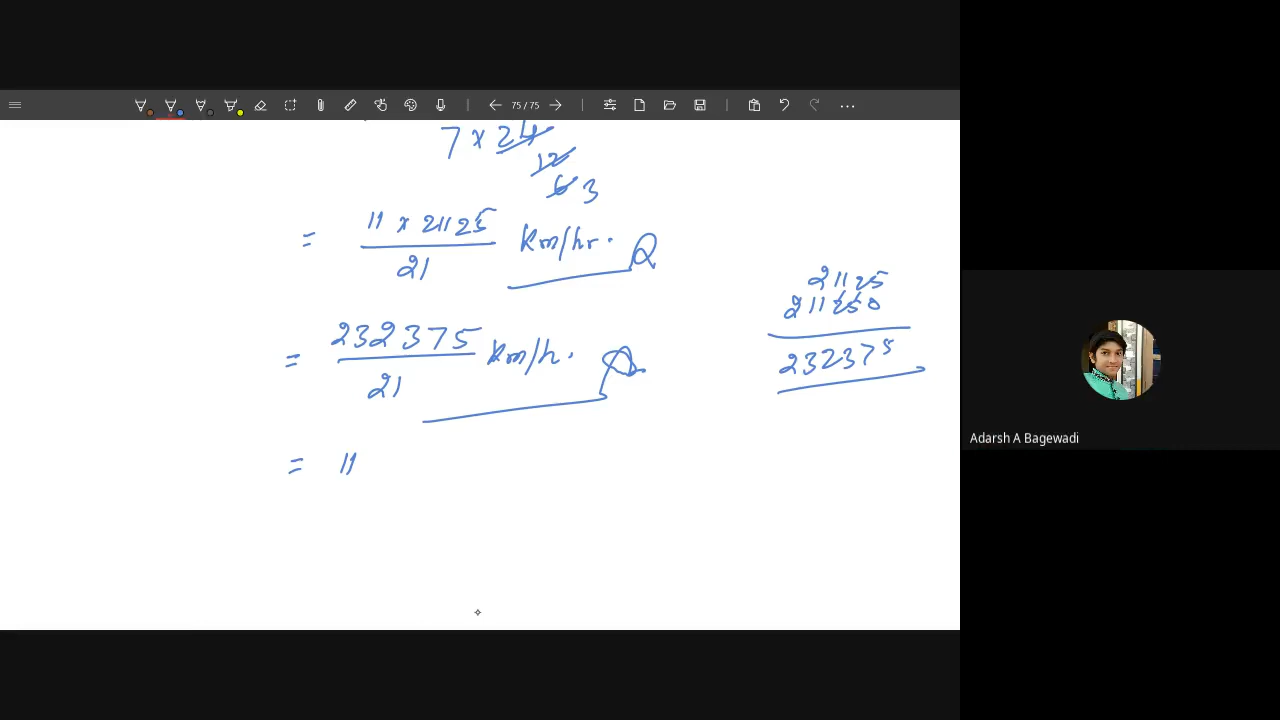 75 / 75
7 x 24
12
6 3
= 11 x 21125 / 21 km/hr.
= 232375 / 21 km/h.
21125
211250
232375
= 11
Adarsh A Bagewadi